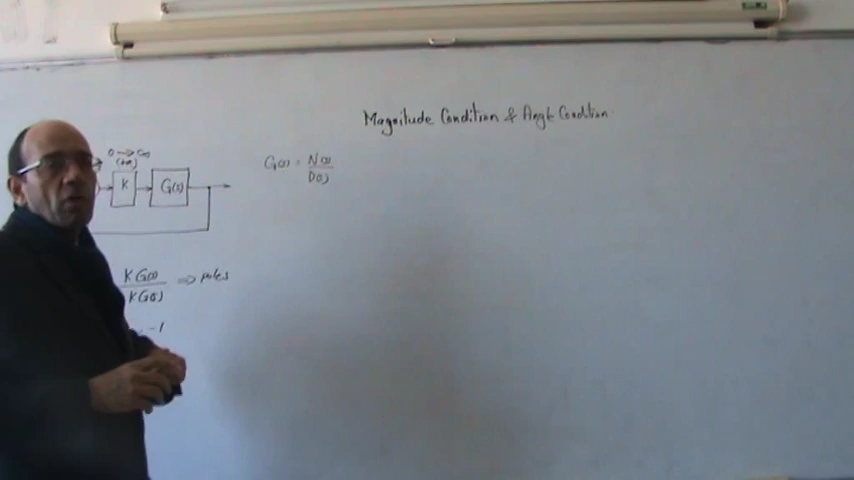 Magnitude Condition & Angle Condition
0 → ∞
(+∞)
K
G(s)
G(s) = N(s)
D(s)
KG(s)
KG(s)
⇒ poles
-1